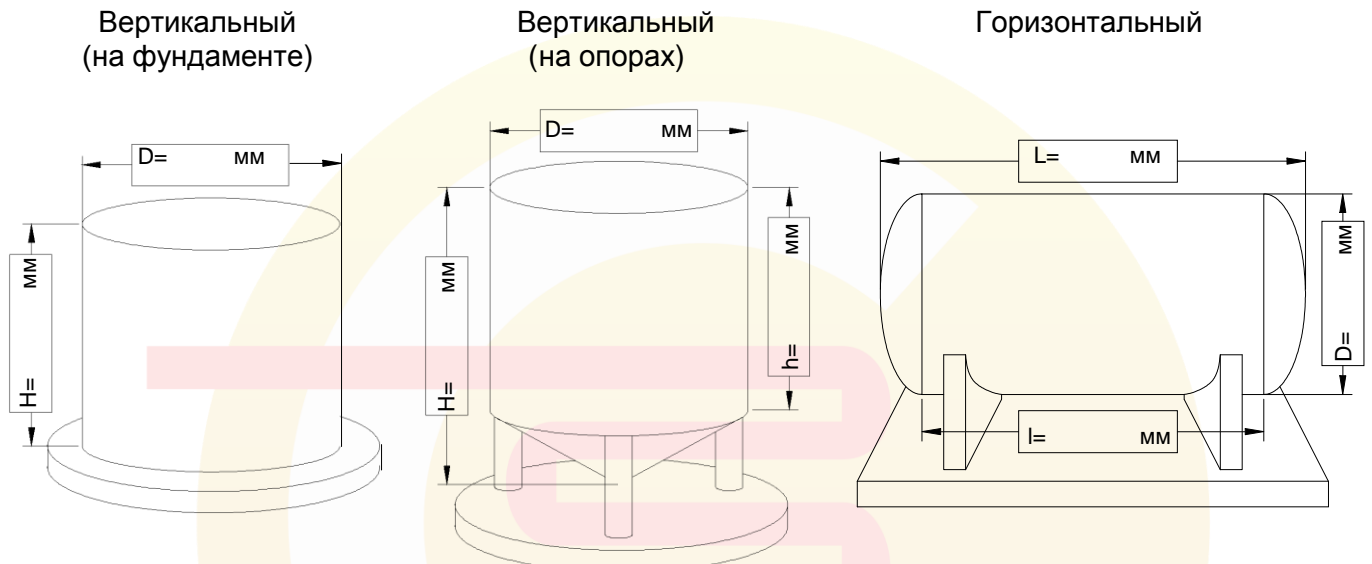 Вертикальный
(на фундаменте)
D= мм
H= мм
Вертикальный
(на опорах)
D= мм
H= мм
h= мм
Горизонтальный
L= мм
D= мм
l= мм